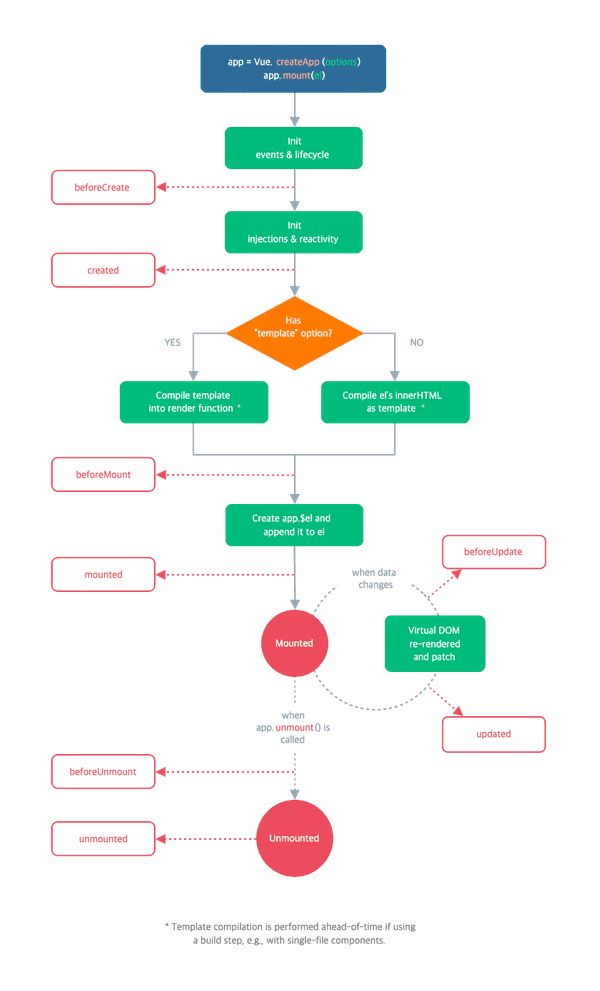 app = Vue. createApp (options)
app. mount(el)
Init
events & lifecycle
beforeCreate
Init
injections & reactivity
created
Has
"template" option?
YES
NO
Compile template
into render function *
Compile el's innerHTML
as template *
beforeMount
Create app.$el and
append it to el
beforeUpdate
mounted
when data
changes
Mounted
Virtual DOM
re-rendered
and patch
when
app. unmount() is
called
updated
beforeUnmount
unmounted
Unmounted
* Template compilation is performed ahead-of-time if using
a build step, e.g., with single-file components.